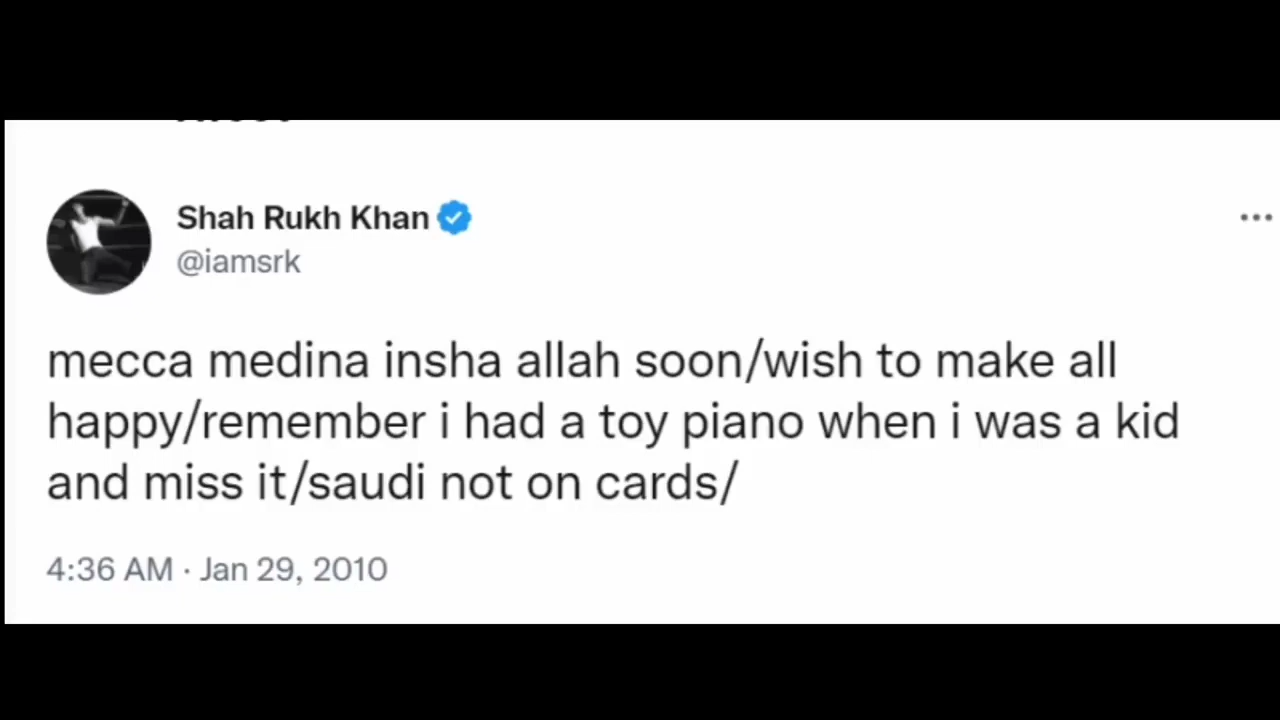 Shah Rukh Khan
@iamsrk
mecca medina insha allah soon/wish to make all
happy/remember i had a toy piano when i was a kid
and miss it/saudi not on cards/
4:36 AM · Jan 29, 2010